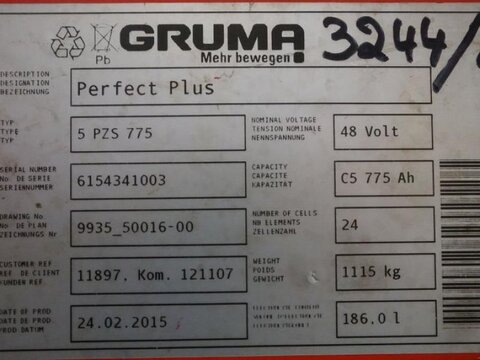 Pb GRUMA 3244/
Mehr bewegen
DESCRIPTION
DESIGNATION
BEZEICHNUNG
Perfect Plus
TYP
TYPE
TYP
5 PZS 775
NOMINAL VOLTAGE
TENSION NOMINALE
NENNSPANNUNG
48 Volt
SERIAL NUMBER
No DE SERIE
SERIENNUMMER
6154341003
CAPACITY
CAPACITE
KAPAZITÄT
C5 775 Ah
DRAWING No
No DE PLAN
ZEICHNUNGS Nr
9935_50016-00
NUMBER OF CELLS
NB ELEMENTS
ZELLENZAHL
24
CUSTOMER REF
REF DE CLIENT
KUNDEN REF
11897. Kom. 121107
WEIGHT
POIDS
GEWICHT
1115 kg
DATE OF PROD
DATE DE PROD
PROD DATUM
24.02.2015
186.0 l